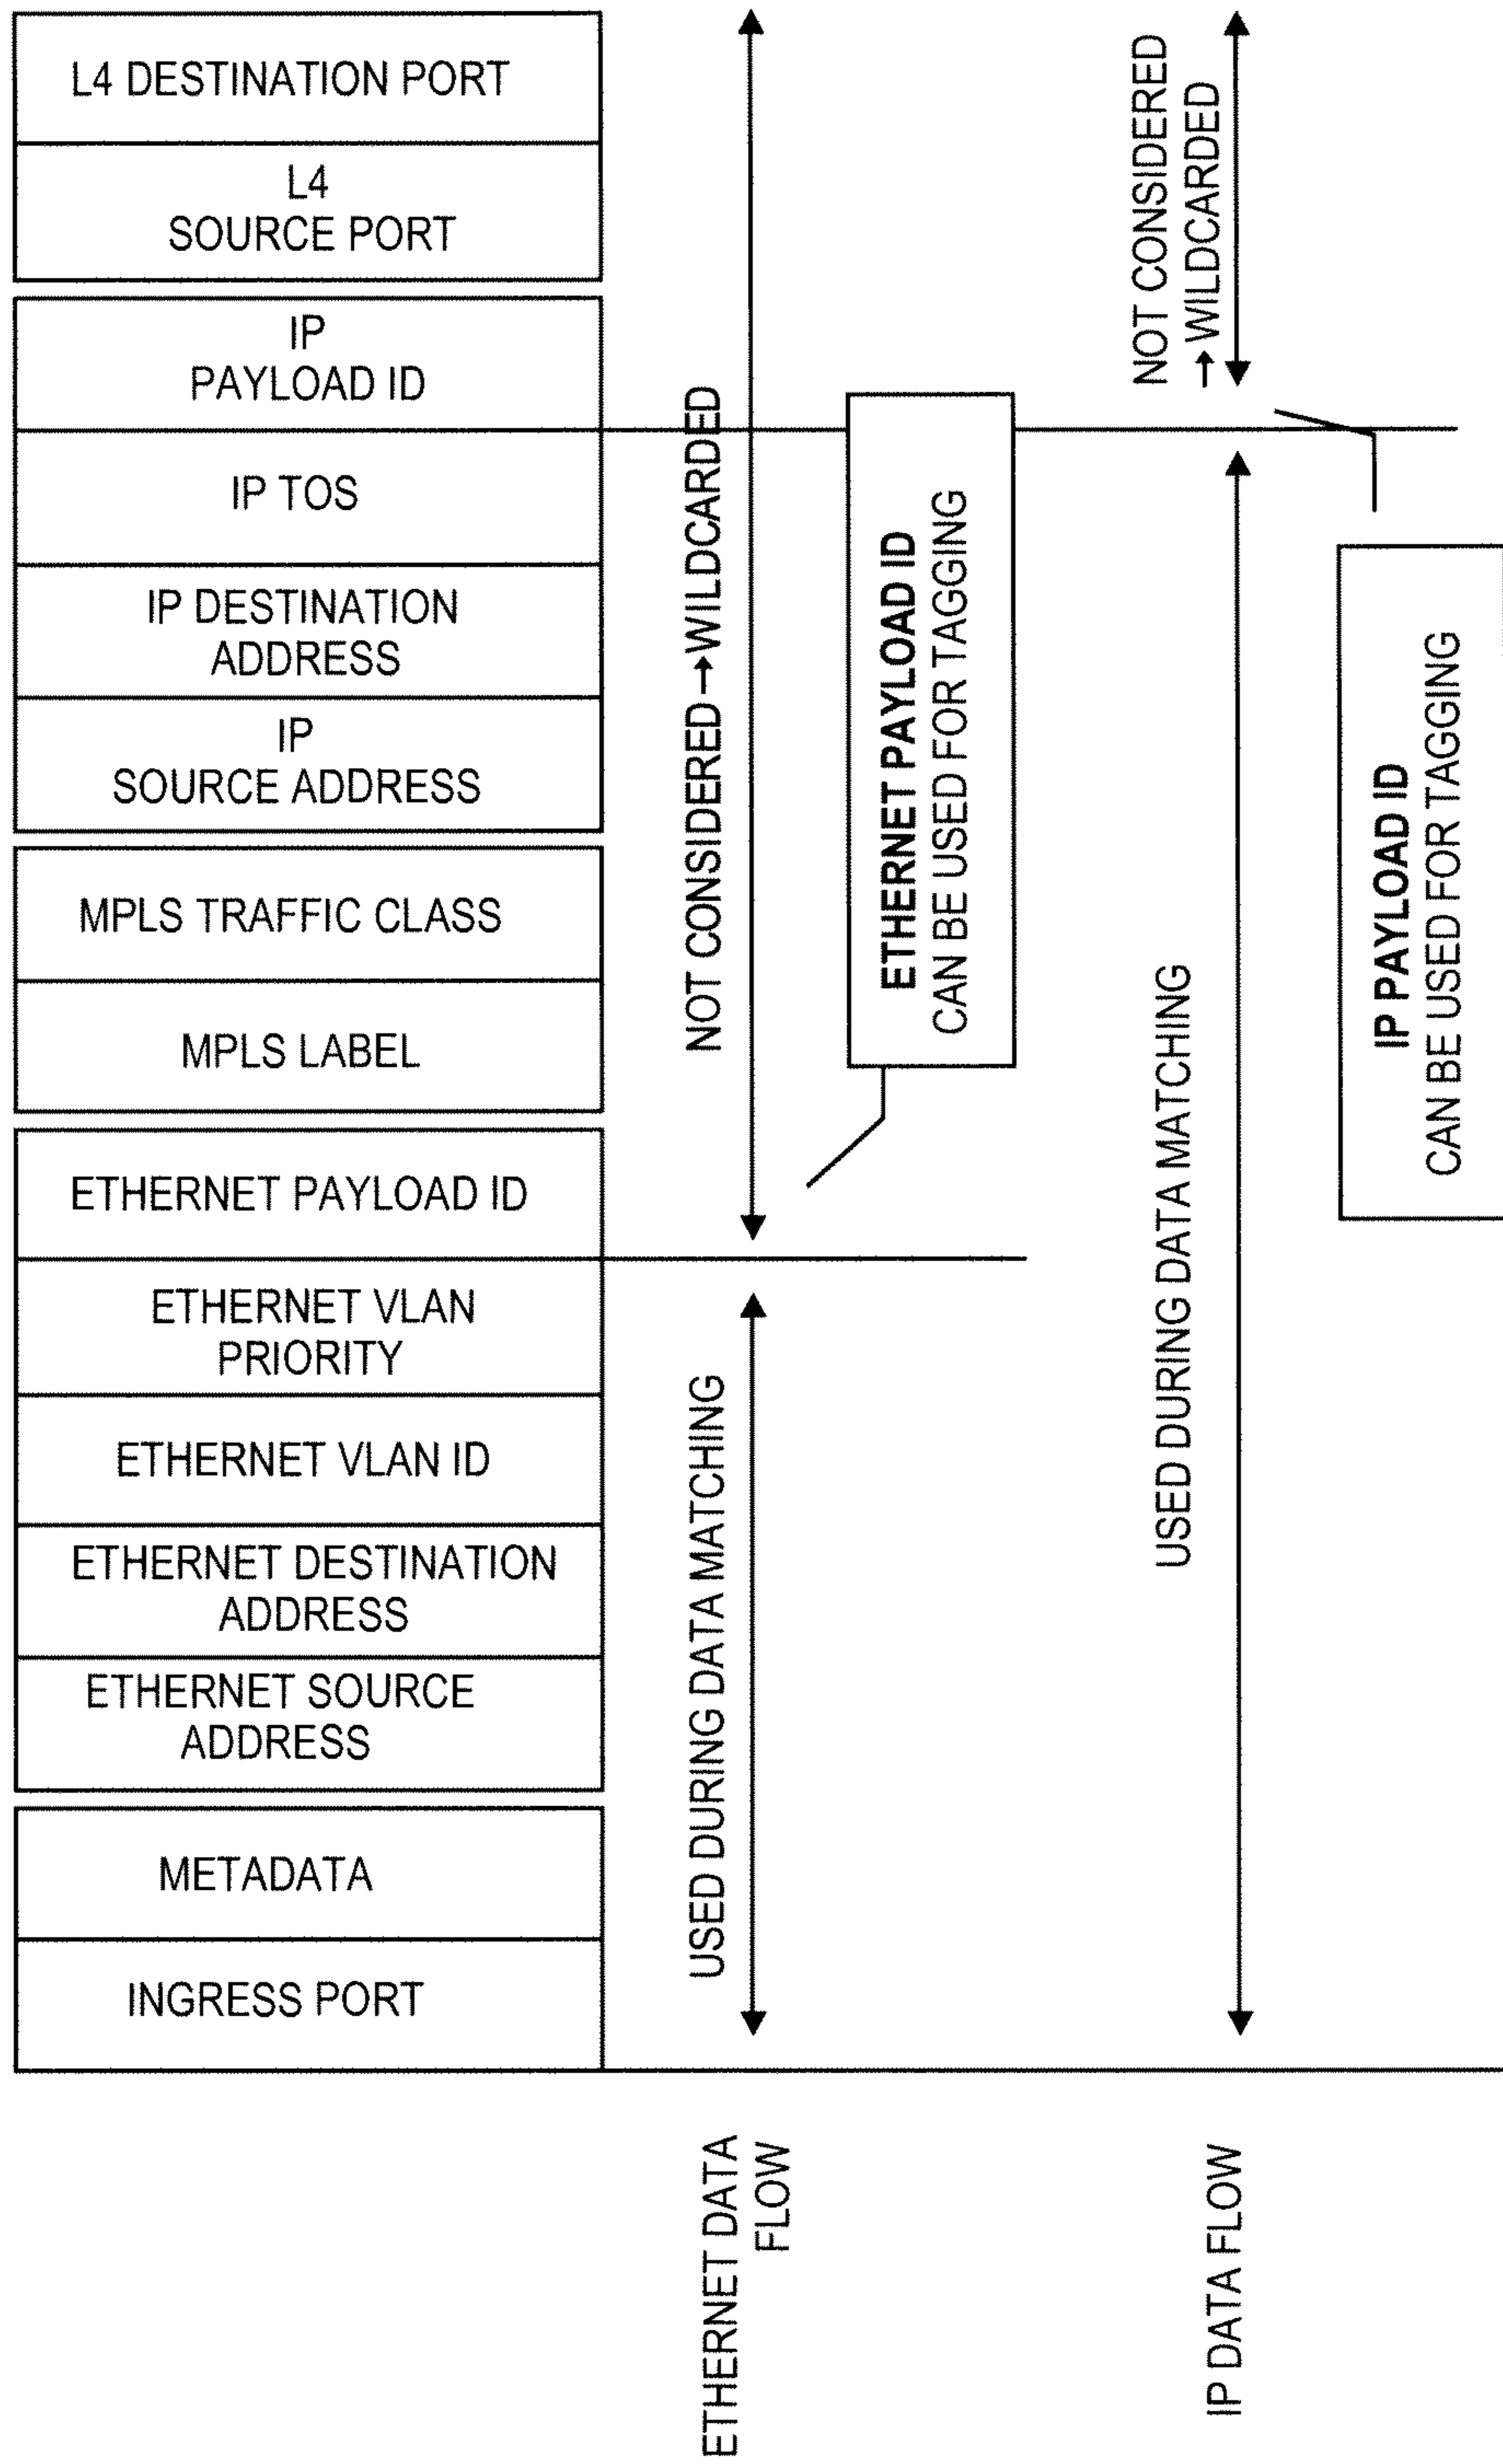 L4 DESTINATION PORT
L4
SOURCE PORT
IP
PAYLOAD ID
IP TOS
IP DESTINATION
ADDRESS
IP
SOURCE ADDRESS
MPLS TRAFFIC CLASS
MPLS LABEL
ETHERNET PAYLOAD ID
ETHERNET VLAN
PRIORITY
ETHERNET VLAN ID
ETHERNET DESTINATION
ADDRESS
ETHERNET SOURCE
ADDRESS
METADATA
INGRESS PORT
ETHERNET DATA
FLOW
USED DURING DATA MATCHING
NOT CONSIDERED → WILDCARDED
ETHERNET PAYLOAD ID
CAN BE USED FOR TAGGING
IP DATA FLOW
USED DURING DATA MATCHING
NOT CONSIDERED
→ WILDCARDED
IP PAYLOAD ID
CAN BE USED FOR TAGGING